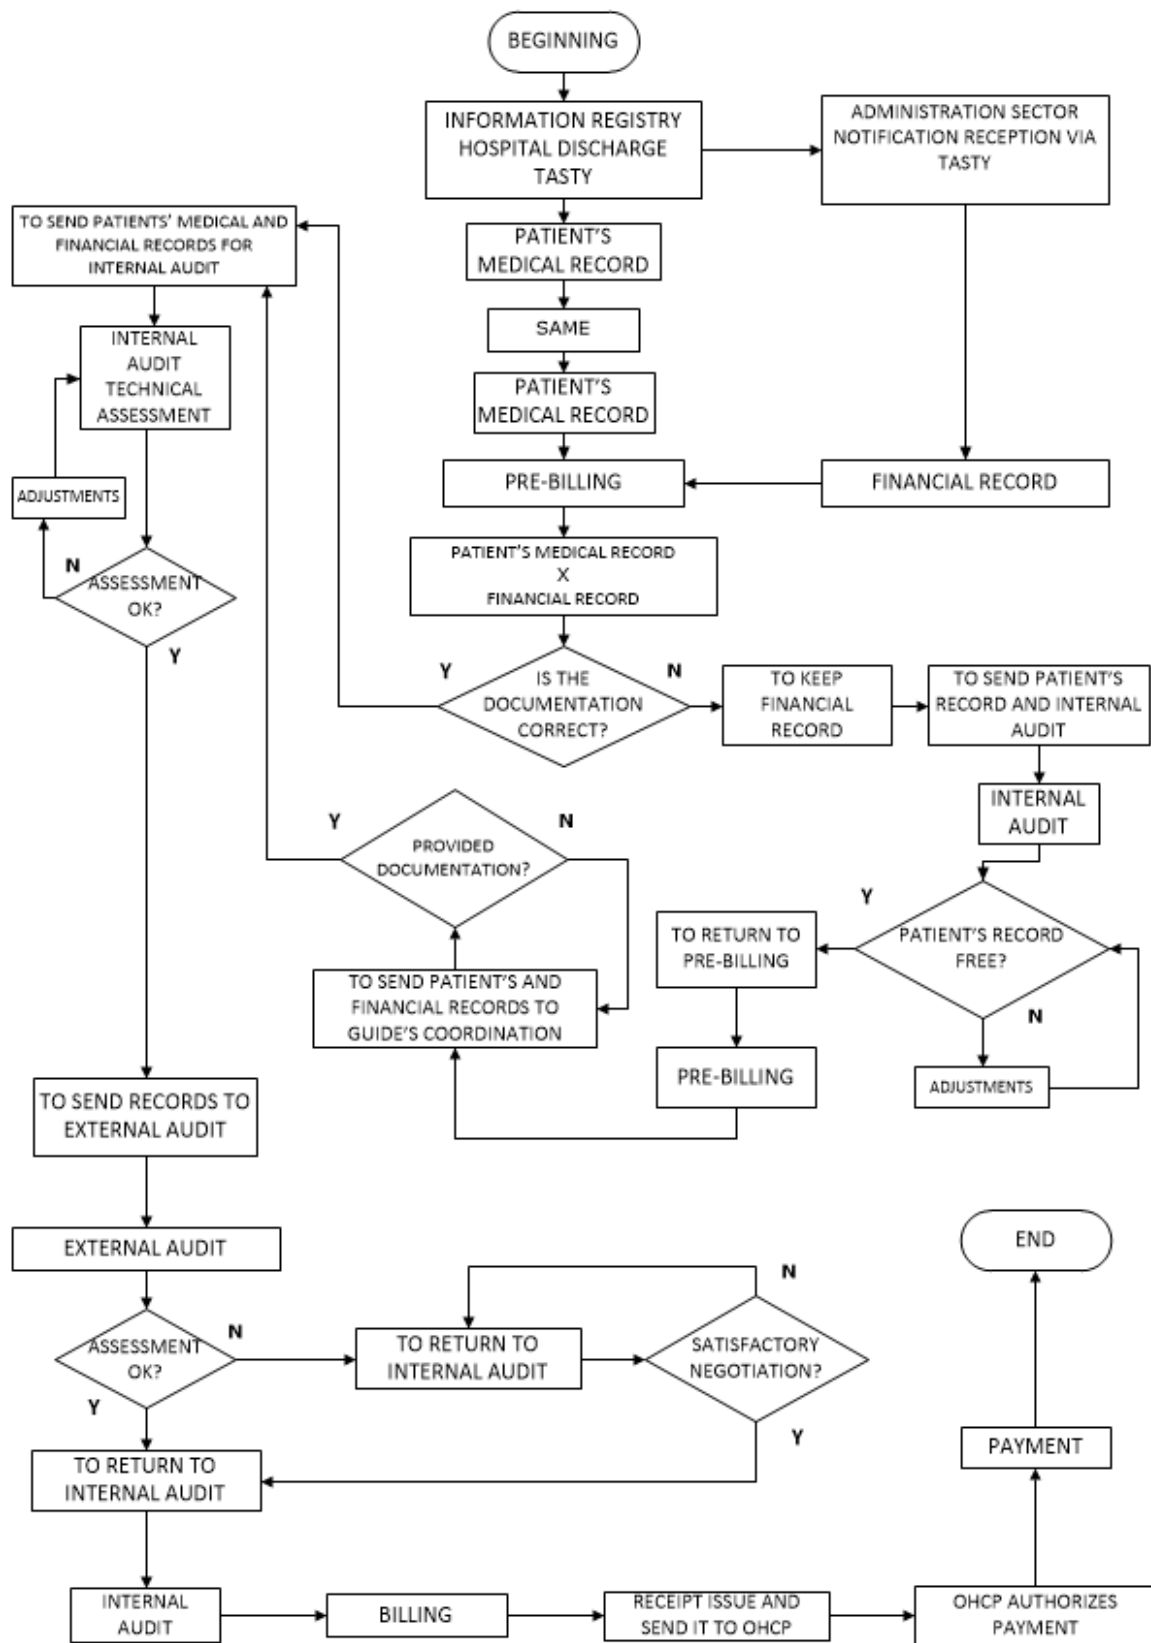 BEGINNING
INFORMATION REGISTRY
HOSPITAL DISCHARGE
TASTY
ADMINISTRATION SECTOR
NOTIFICATION RECEPTION VIA
TASTY
TO SEND PATIENTS' MEDICAL AND
FINANCIAL RECORDS FOR
INTERNAL AUDIT
PATIENT'S
MEDICAL RECORD
SAME
INTERNAL
AUDIT
TECHNICAL
ASSESSMENT
PATIENT'S
MEDICAL RECORD
PRE-BILLING
FINANCIAL RECORD
ADJUSTMENTS
PATIENT'S MEDICAL RECORD
X
FINANCIAL RECORD
N
ASSESSMENT
OK?
Y
Y
IS THE
DOCUMENTATION
CORRECT?
N
TO KEEP
FINANCIAL
RECORD
TO SEND PATIENT'S
RECORD AND INTERNAL
AUDIT
INTERNAL
AUDIT
Y
PROVIDED
DOCUMENTATION?
N
Y
PATIENT'S RECORD
FREE?
N
TO RETURN TO
PRE-BILLING
TO SEND PATIENT'S AND
FINANCIAL RECORDS TO
GUIDE'S COORDINATION
PRE-BILLING
ADJUSTMENTS
TO SEND RECORDS TO
EXTERNAL AUDIT
EXTERNAL AUDIT
END
ASSESSMENT
OK?
N
Y
TO RETURN TO
INTERNAL AUDIT
N
SATISFACTORY
NEGOTIATION?
Y
PAYMENT
TO RETURN TO
INTERNAL AUDIT
INTERNAL
AUDIT
BILLING
RECEIPT ISSUE AND
SEND IT TO OHCP
OHCP AUTHORIZES
PAYMENT